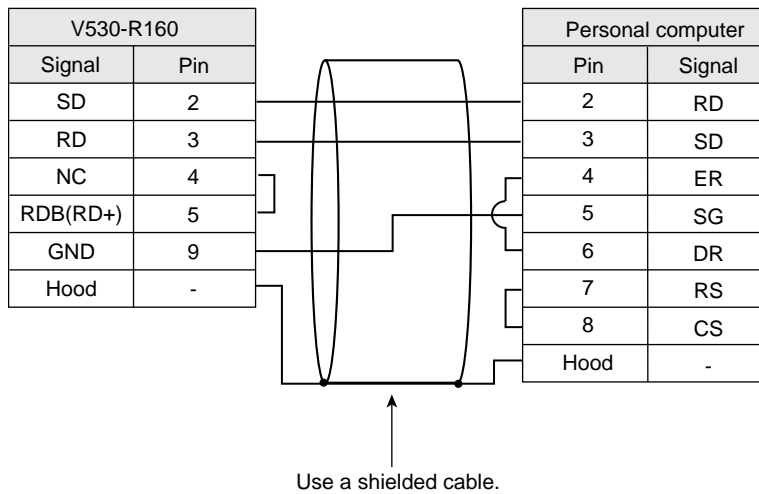 V530-R160
Signal Pin
SD 2
RD 3
NC 4
RDB(RD+) 5
GND 9
Hood -
Personal computer
Pin Signal
2 RD
3 SD
4 ER
5 SG
6 DR
7 RS
8 CS
Hood -
Use a shielded cable.